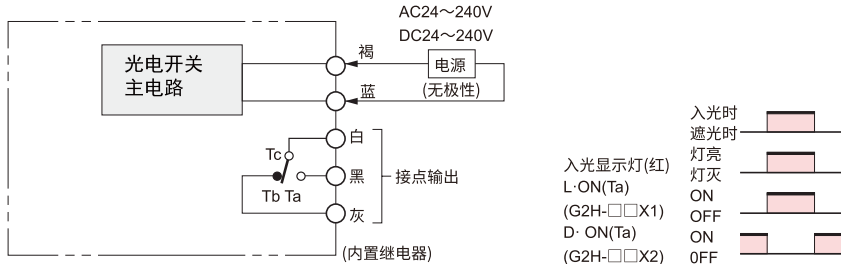 AC24～240V
DC24～240V
光电开关
主电路
褐
电源
蓝
(无极性)
白
Tc
黑
接点输出
Tb Ta
灰
(内置继电器)
入光时
遮光时
入光显示灯(红)
灯亮
灯灭
L·ON(Ta)
(G2H-□□X1)
ON
OFF
D· ON(Ta)
(G2H-□□X2)
ON
0FF